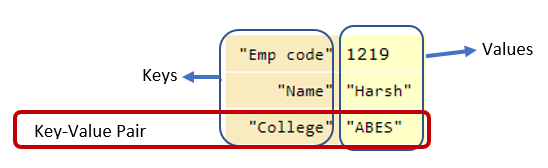 "Emp code" 1219
Values
Keys
"Name" "Harsh"
Key-Value Pair "College" "ABES"